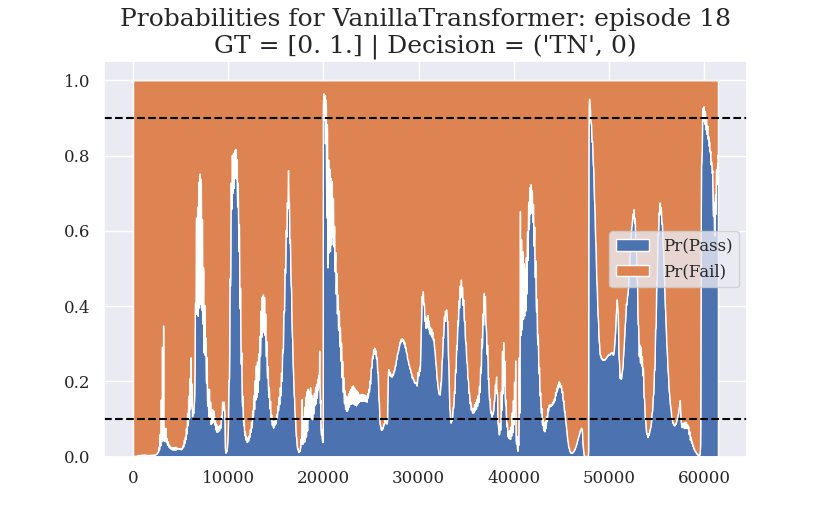 Probabilities for VanillaTransformer: episode 18
GT = [0. 1.] | Decision = ('TN', 0)
1.0
0.8
0.6
0.4
0.2
0.0
Pr(Pass)
Pr(Fail)
0 10000 20000 30000 40000 50000 60000